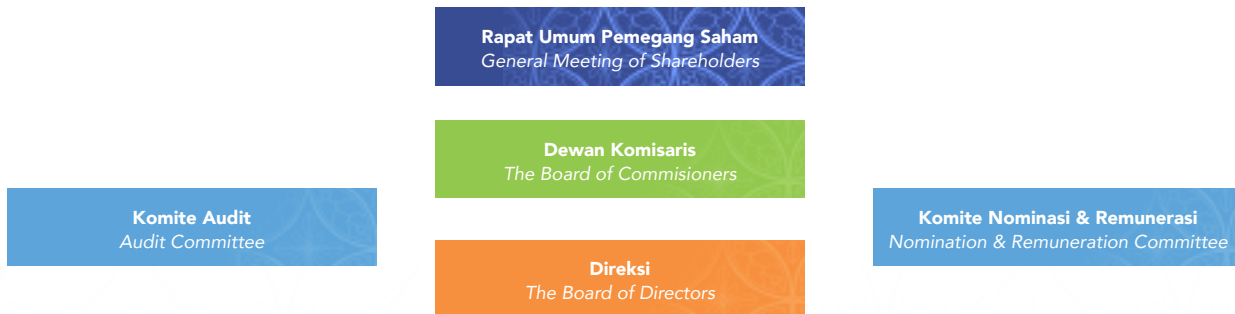 Rapat Umum Pemegang Saham
General Meeting of Shareholders
Dewan Komisaris
The Board of Commisioners
Komite Audit
Audit Committee
Komite Nominasi & Remunerasi
Nomination & Remuneration Committee
Direksi
The Board of Directors